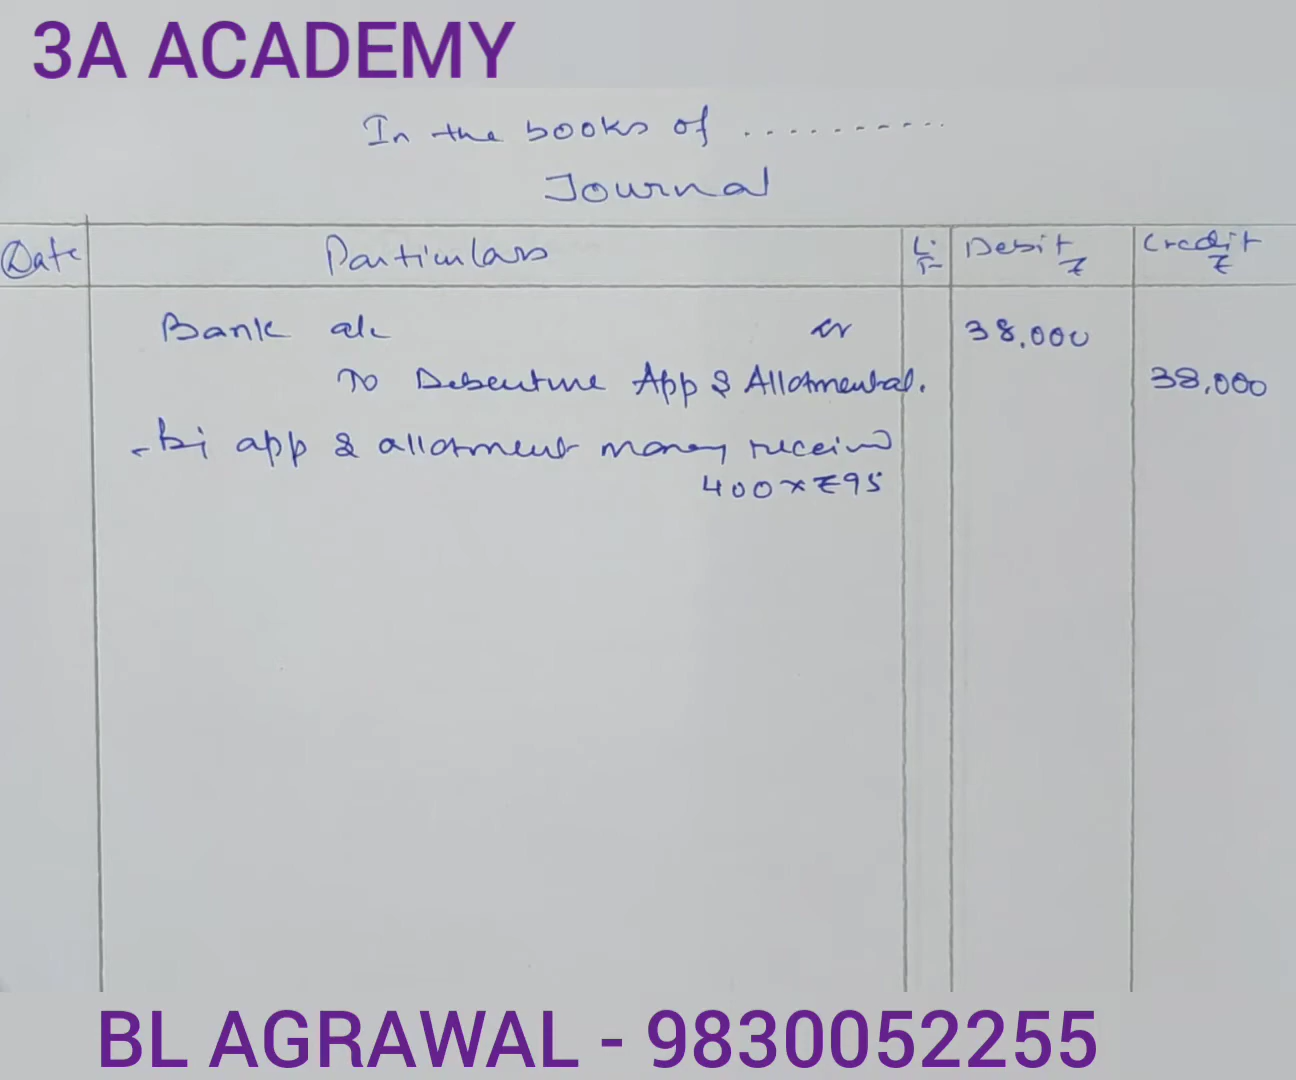 3A ACADEMY
In the books of ..........
Journal
Date Particulars L.F Debit ₹ Credit ₹
Bank a/c Dr 38,000
To Debenture App & Allotment a/c. 38,000
- bi app & allotment money received
400 x ₹95
BL AGRAWAL - 9830052255